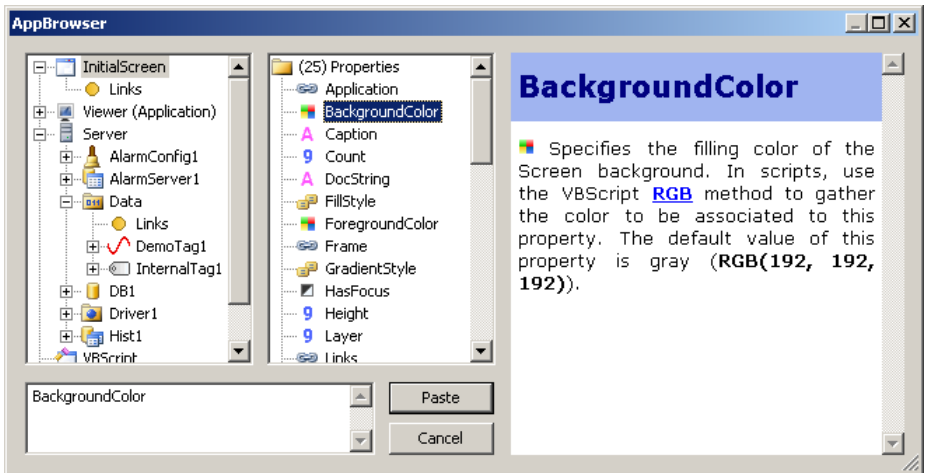 AppBrowser
InitialScreen
Links
Viewer (Application)
Server
AlarmConfig1
AlarmServer1
Data
Links
DemoTag1
InternalTag1
DB1
Driver1
Hist1
VBScript
(25) Properties
Application
BackgroundColor
Caption
Count
DocString
FillStyle
ForegroundColor
Frame
GradientStyle
HasFocus
Height
Layer
Links
BackgroundColor
Specifies the filling color of the
Screen background. In scripts, use
the VBScript RGB method to gather
the color to be associated to this
property. The default value of this
property is gray (RGB(192, 192,
192)).
BackgroundColor
Paste
Cancel